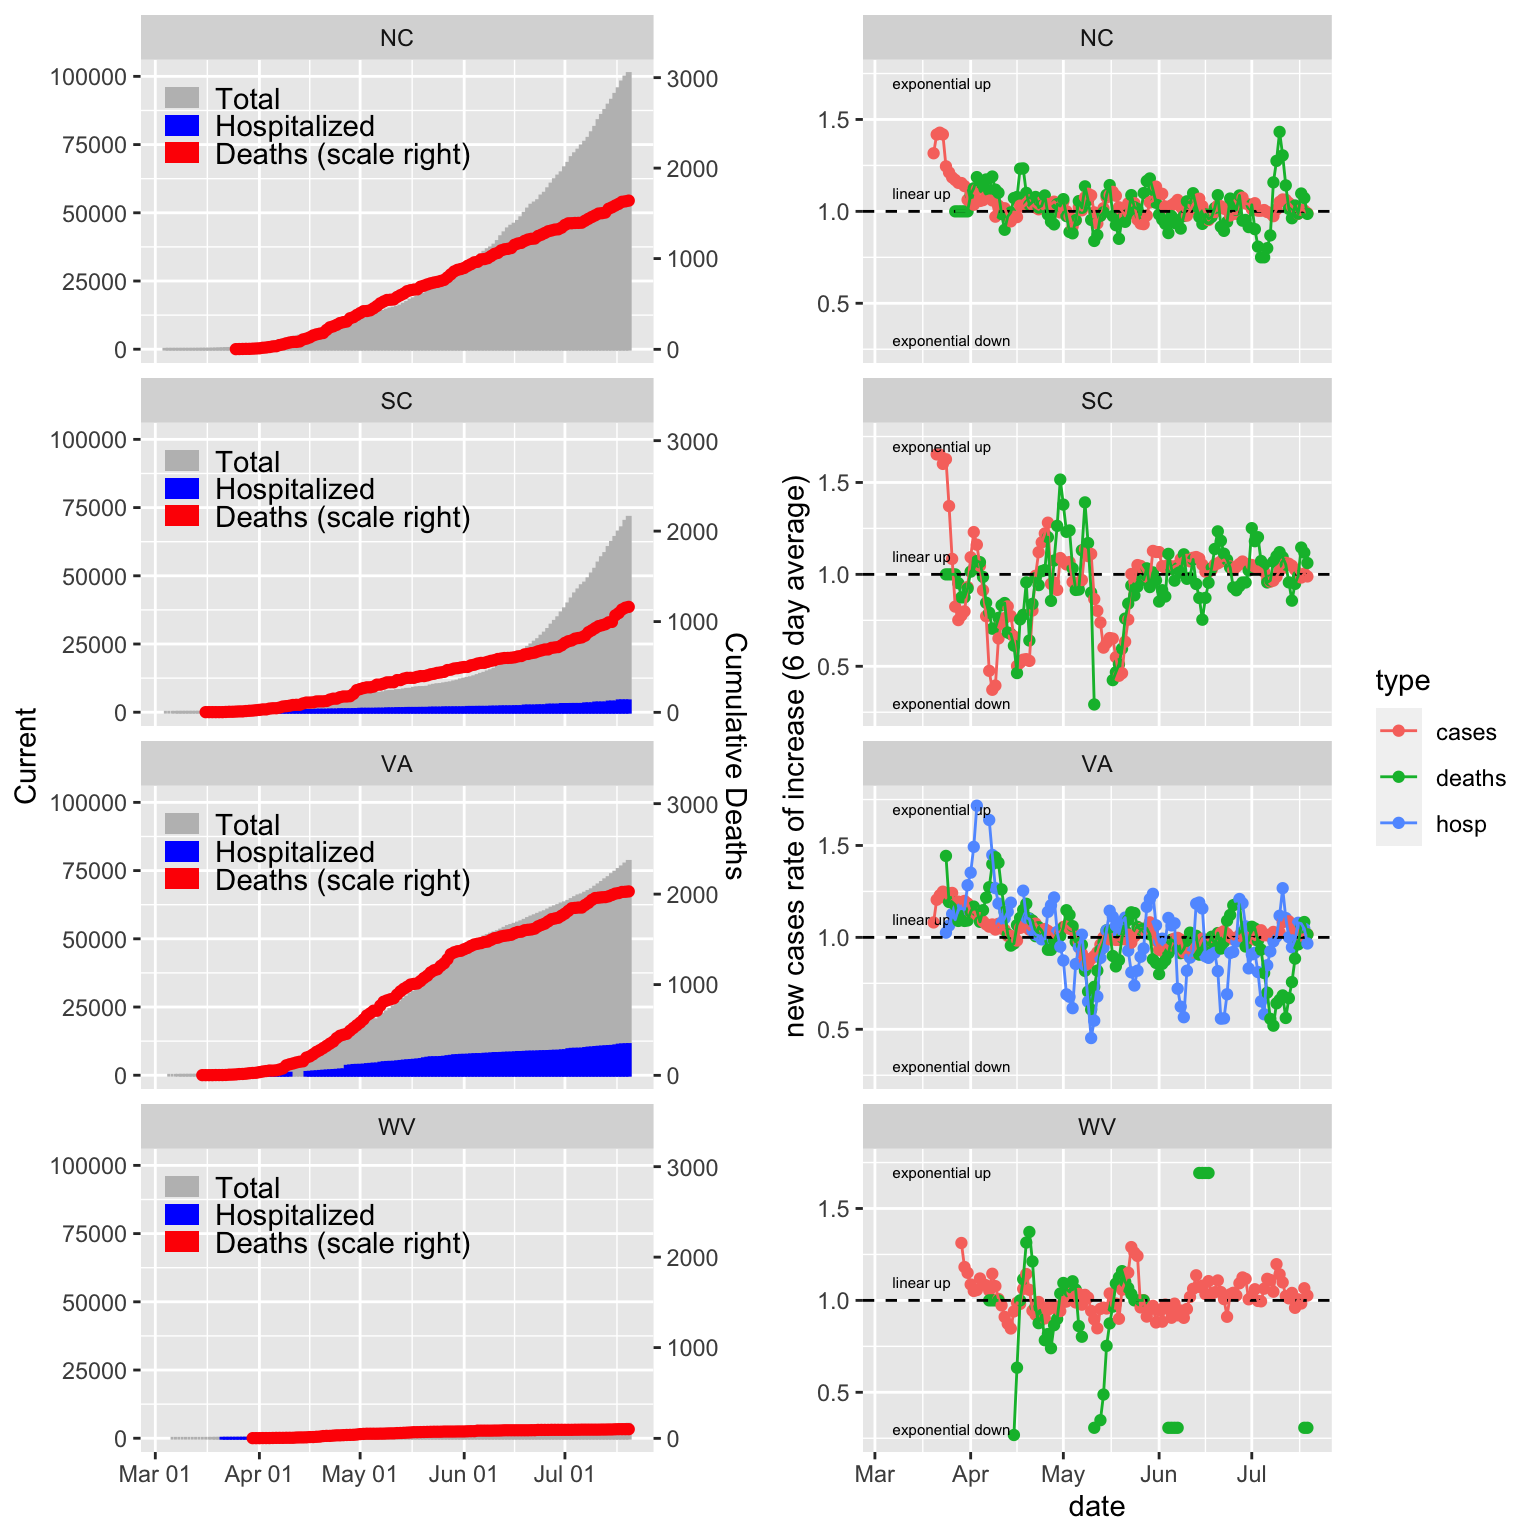 NC
100000
75000
50000
25000
0
3000
2000
1000
0
Total
Hospitalized
Deaths (scale right)
SC
100000
75000
50000
25000
0
3000
2000
1000
0
Total
Hospitalized
Deaths (scale right)
VA
100000
75000
50000
25000
0
3000
2000
1000
0
Total
Hospitalized
Deaths (scale right)
WV
100000
75000
50000
25000
0
3000
2000
1000
0
Total
Hospitalized
Deaths (scale right)
Mar 01
Apr 01
May 01
Jun 01
Jul 01
Current
Cumulative Deaths
NC
1.5
1.0
0.5
exponential up
linear up
exponential down
SC
1.5
1.0
0.5
exponential up
linear up
exponential down
VA
1.5
1.0
0.5
exponential up
linear up
exponential down
WV
1.5
1.0
0.5
exponential up
linear up
exponential down
Mar
Apr
May
Jun
Jul
date
new cases rate of increase (6 day average)
type
cases
deaths
hosp